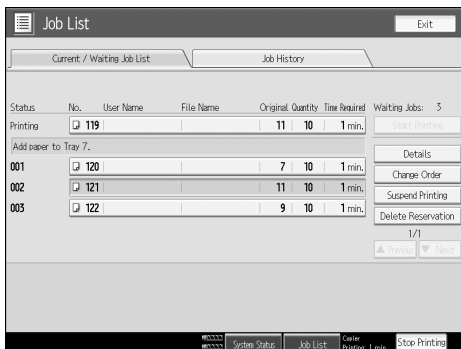 Job List Exit
Current / Waiting Job List Job History
Status No. User Name File Name Original Quantity Time Required Waiting Jobs: 3
Printing 119 11 10 1 min. Start Printing
Add paper to Tray 7.
Details
001 120 7 10 1 min.
Change Order
002 121 11 10 1 min.
Suspend Printing
003 122 9 10 1 min.
Delete Reservation
1/1
▲ Previous ▼ Next
System Status Job List Copier
Printing: 1 min. Stop Printing